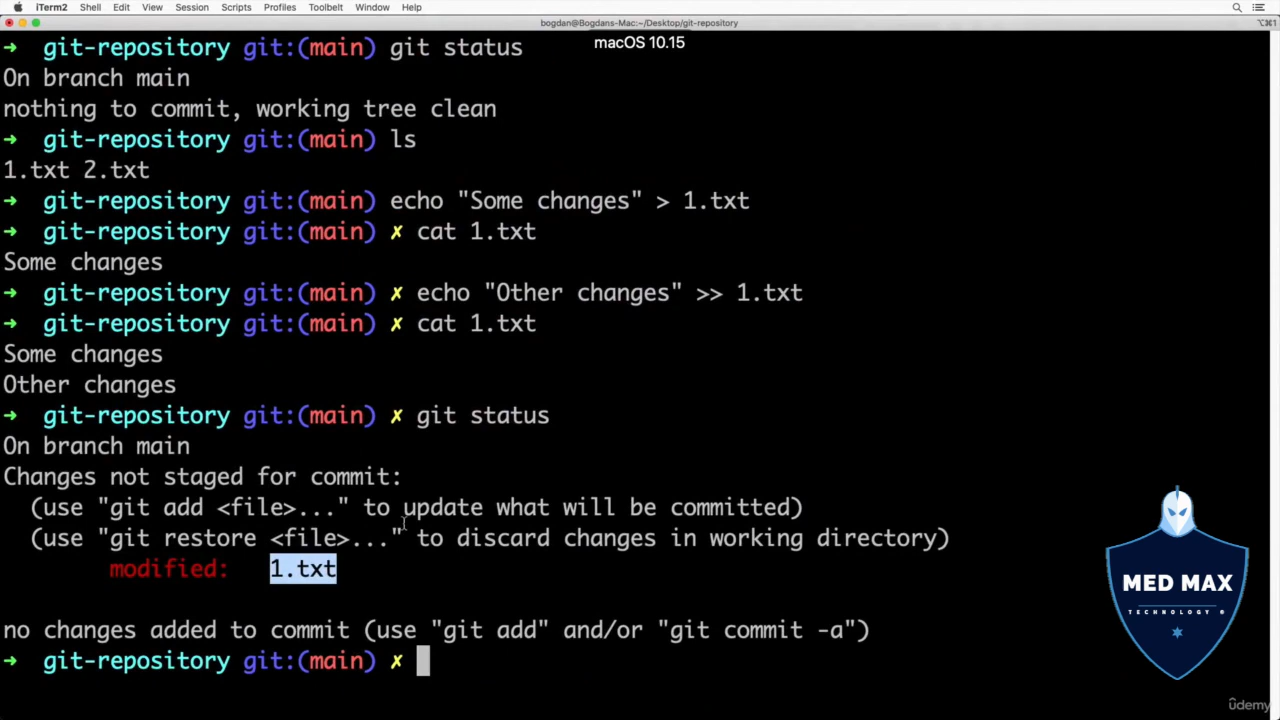 iTerm2 Shell Edit View Session Scripts Profiles Toolbelt Window Help
bogdan@Bogdans-Mac:~/Desktop/git-repository ⌥⌘1
macOS 10.15
➜ git-repository git:(main) git status
On branch main
nothing to commit, working tree clean
➜ git-repository git:(main) ls
1.txt 2.txt
➜ git-repository git:(main) echo "Some changes" > 1.txt
➜ git-repository git:(main) ✗ cat 1.txt
Some changes
➜ git-repository git:(main) ✗ echo "Other changes" >> 1.txt
➜ git-repository git:(main) ✗ cat 1.txt
Some changes
Other changes
➜ git-repository git:(main) ✗ git status
On branch main
Changes not staged for commit:
(use "git add <file>..." to update what will be committed)
(use "git restore <file>..." to discard changes in working directory)
modified: 1.txt
no changes added to commit (use "git add" and/or "git commit -a")
➜ git-repository git:(main) ✗
MED MAX
TECHNOLOGY ©
ûdemy